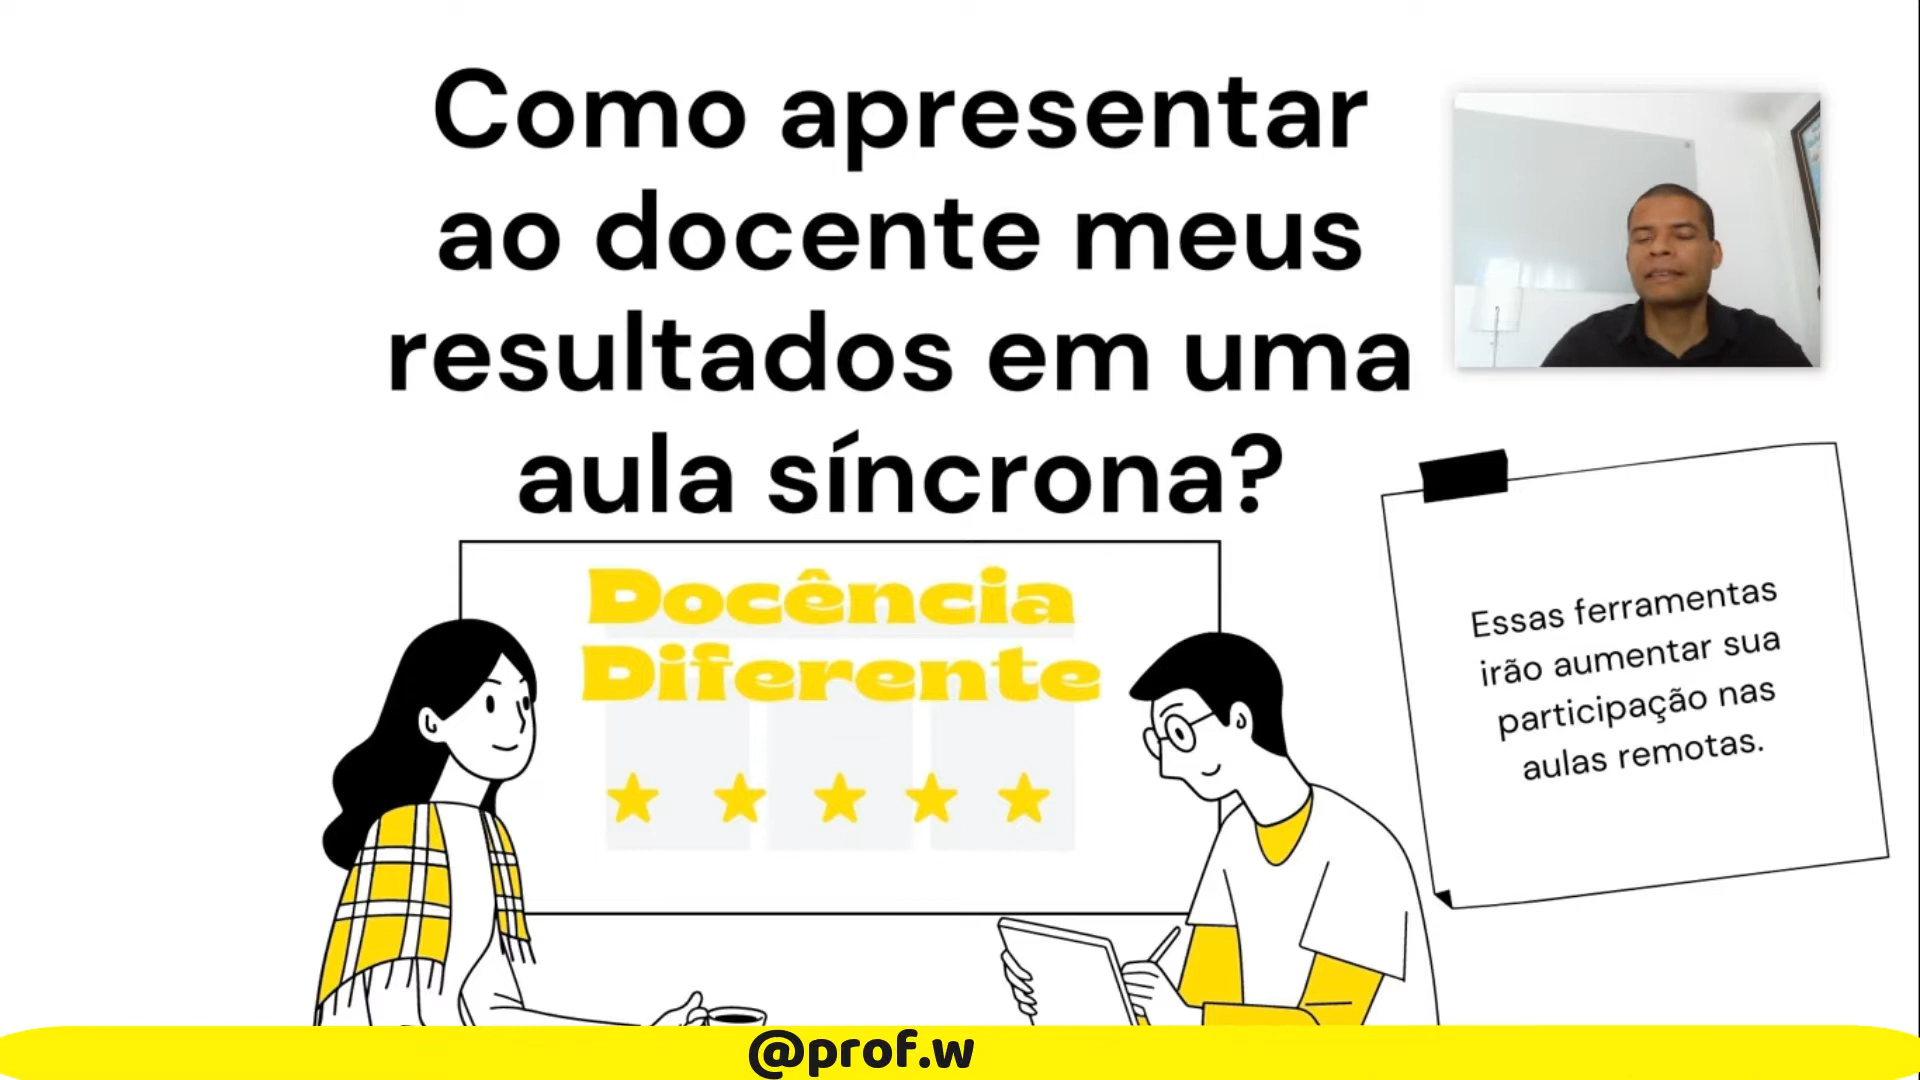 Como apresentar
ao docente meus
resultados em uma
aula síncrona?
Docência
Diferente
Essas ferramentas
irão aumentar sua
participação nas
aulas remotas.
@prof.w